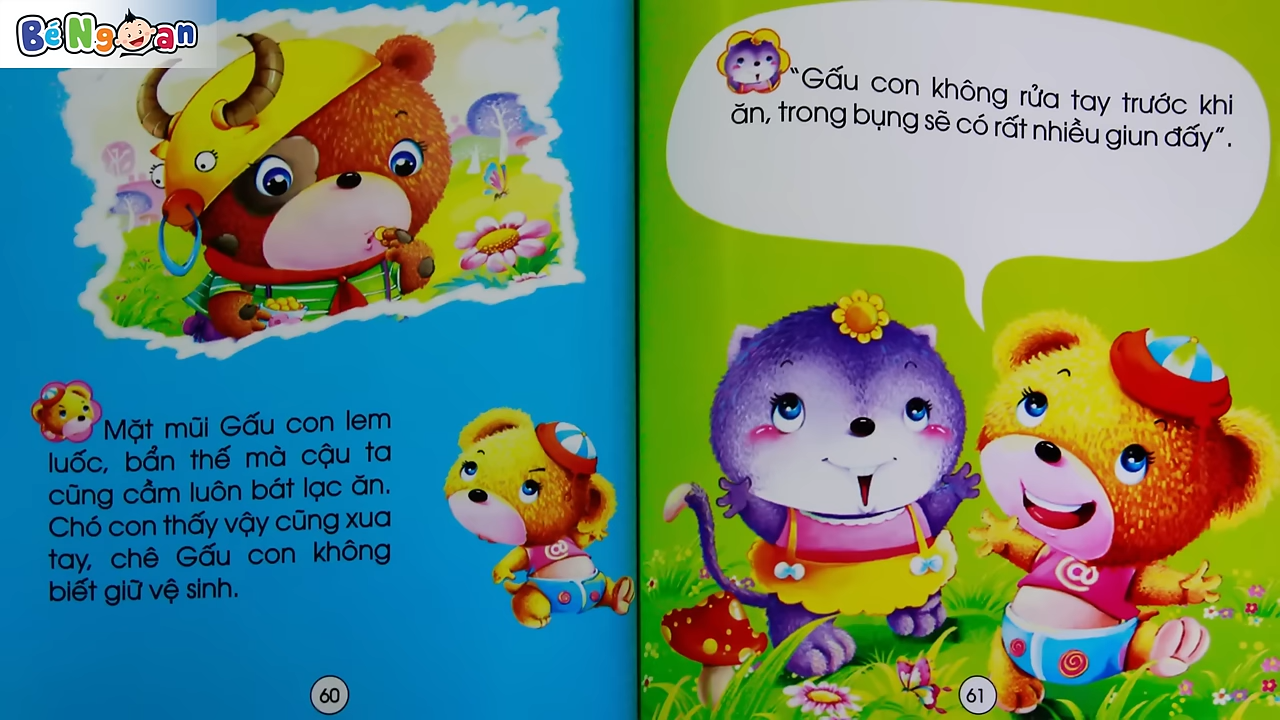 Bé Ngoan
Mặt mũi Gấu con lem
luốc, bẩn thế mà cậu ta
cũng cầm luôn bát lạc ăn.
Chó con thấy vậy cũng xua
tay, chê Gấu con không
biết giữ vệ sinh.
60
"Gấu con không rửa tay trước khi
ăn, trong bụng sẽ có rất nhiều giun đấy".
@
@
61